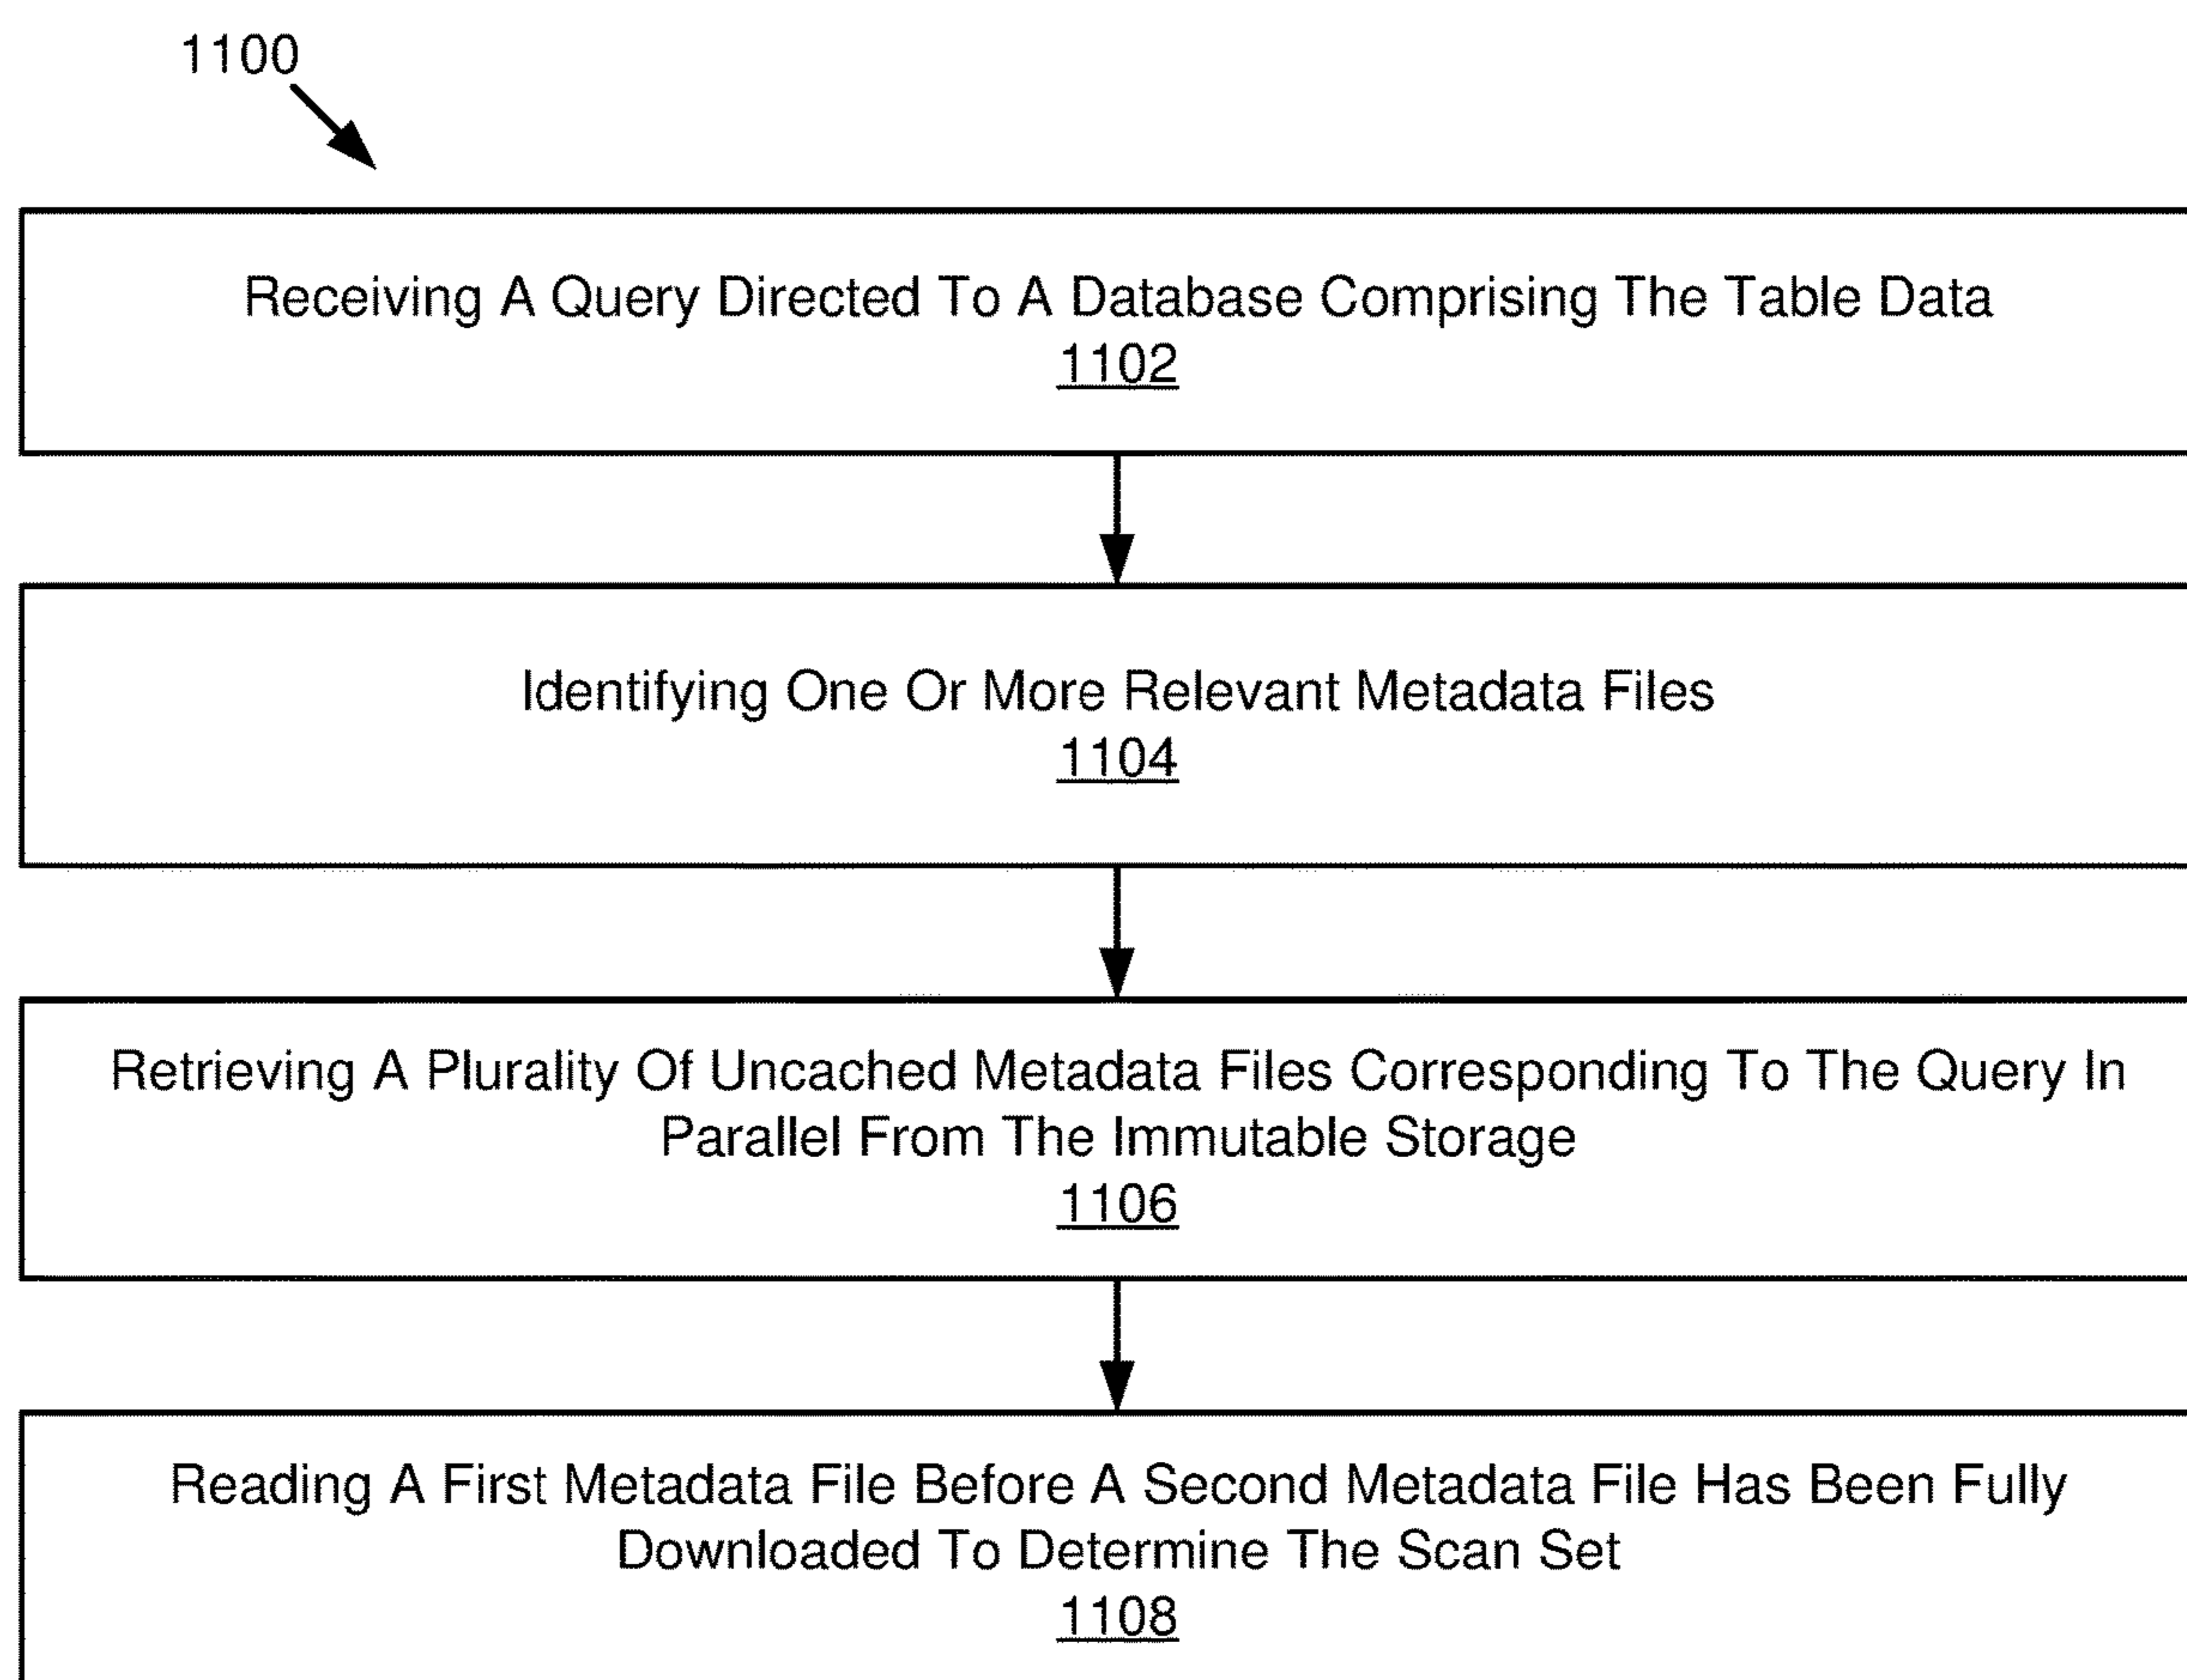 1100
Receiving A Query Directed To A Database Comprising The Table Data
1102
Identifying One Or More Relevant Metadata Files
1104
Retrieving A Plurality Of Uncached Metadata Files Corresponding To The Query In
Parallel From The Immutable Storage
1106
Reading A First Metadata File Before A Second Metadata File Has Been Fully
Downloaded To Determine The Scan Set
1108